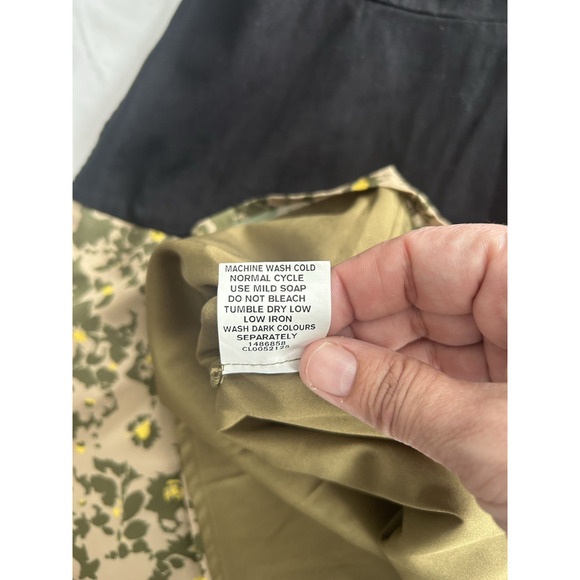 MACHINE WASH COLD
NORMAL CYCLE
USE MILD SOAP
DO NOT BLEACH
TUMBLE DRY LOW
LOW IRON
WASH DARK COLOURS
SEPARATELY
1486858